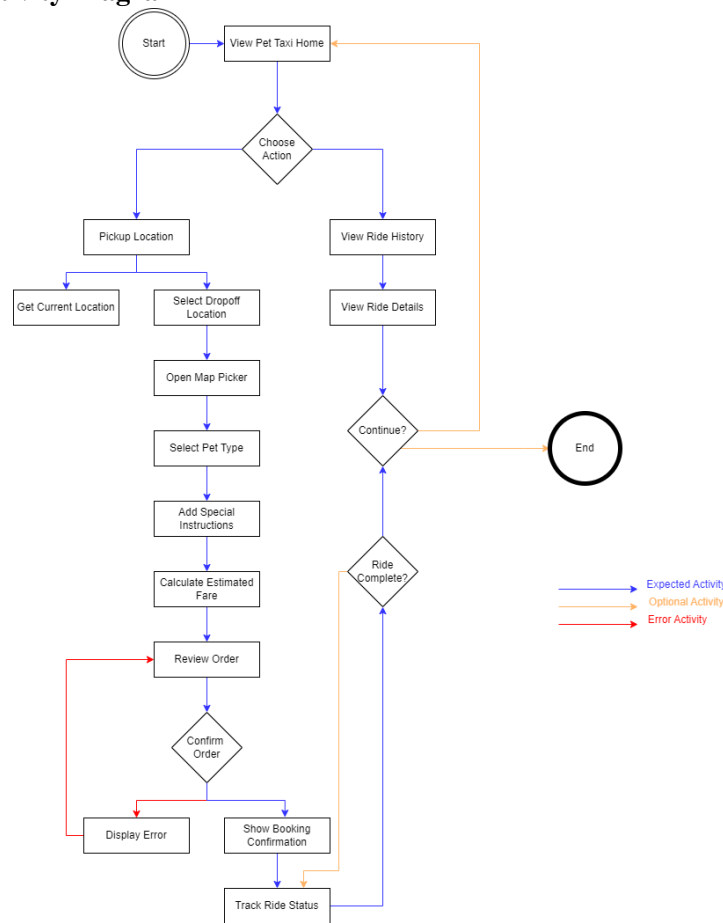 Start
View Pet Taxi Home
Choose
Action
Pickup Location
View Ride History
Get Current Location
Select Dropoff
Location
View Ride Details
Open Map Picker
Continue?
End
Select Pet Type
Add Special
Instructions
Ride
Complete?
Calculate Estimated
Fare
Expected Activity
Optional Activity
Error Activity
Review Order
Confirm
Order
Display Error
Show Booking
Confirmation
Track Ride Status